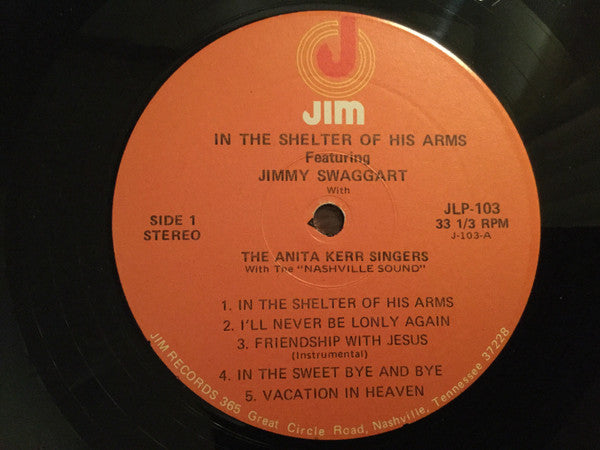 J
JIM
IN THE SHELTER OF HIS ARMS
Featuring
JIMMY SWAGGART
With
SIDE 1
STEREO
JLP-103
33 1/3 RPM
J-103-A
THE ANITA KERR SINGERS
With The "NASHVILLE SOUND"
1. IN THE SHELTER OF HIS ARMS
2. I'LL NEVER BE LONLY AGAIN
3. FRIENDSHIP WITH JESUS
(Instrumental)
4. IN THE SWEET BYE AND BYE
5. VACATION IN HEAVEN
JIM RECORDS 365 Great Circle Road, Nashville, Tennessee 37228